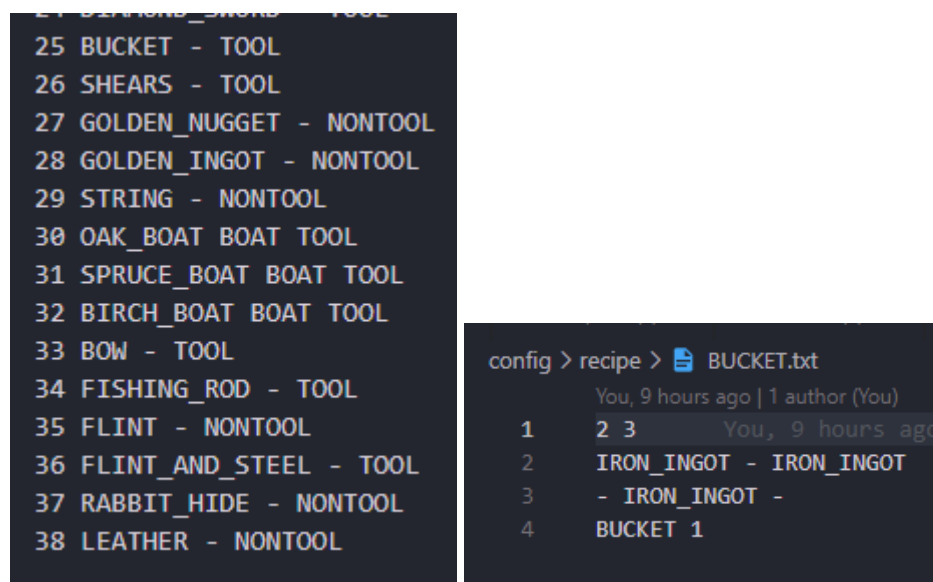 24 DIAMOND_SWORD - TOOL
25 BUCKET - TOOL
26 SHEARS - TOOL
27 GOLDEN_NUGGET - NONTOOL
28 GOLDEN_INGOT - NONTOOL
29 STRING - NONTOOL
30 OAK_BOAT BOAT TOOL
31 SPRUCE_BOAT BOAT TOOL
32 BIRCH_BOAT BOAT TOOL
33 BOW - TOOL
34 FISHING_ROD - TOOL
35 FLINT - NONTOOL
36 FLINT_AND_STEEL - TOOL
37 RABBIT_HIDE - NONTOOL
38 LEATHER - NONTOOL
config > recipe > BUCKET.txt
You, 9 hours ago | 1 author (You)
1 2 3 You, 9 hours ago
2 IRON_INGOT - IRON_INGOT
3 - IRON_INGOT -
4 BUCKET 1